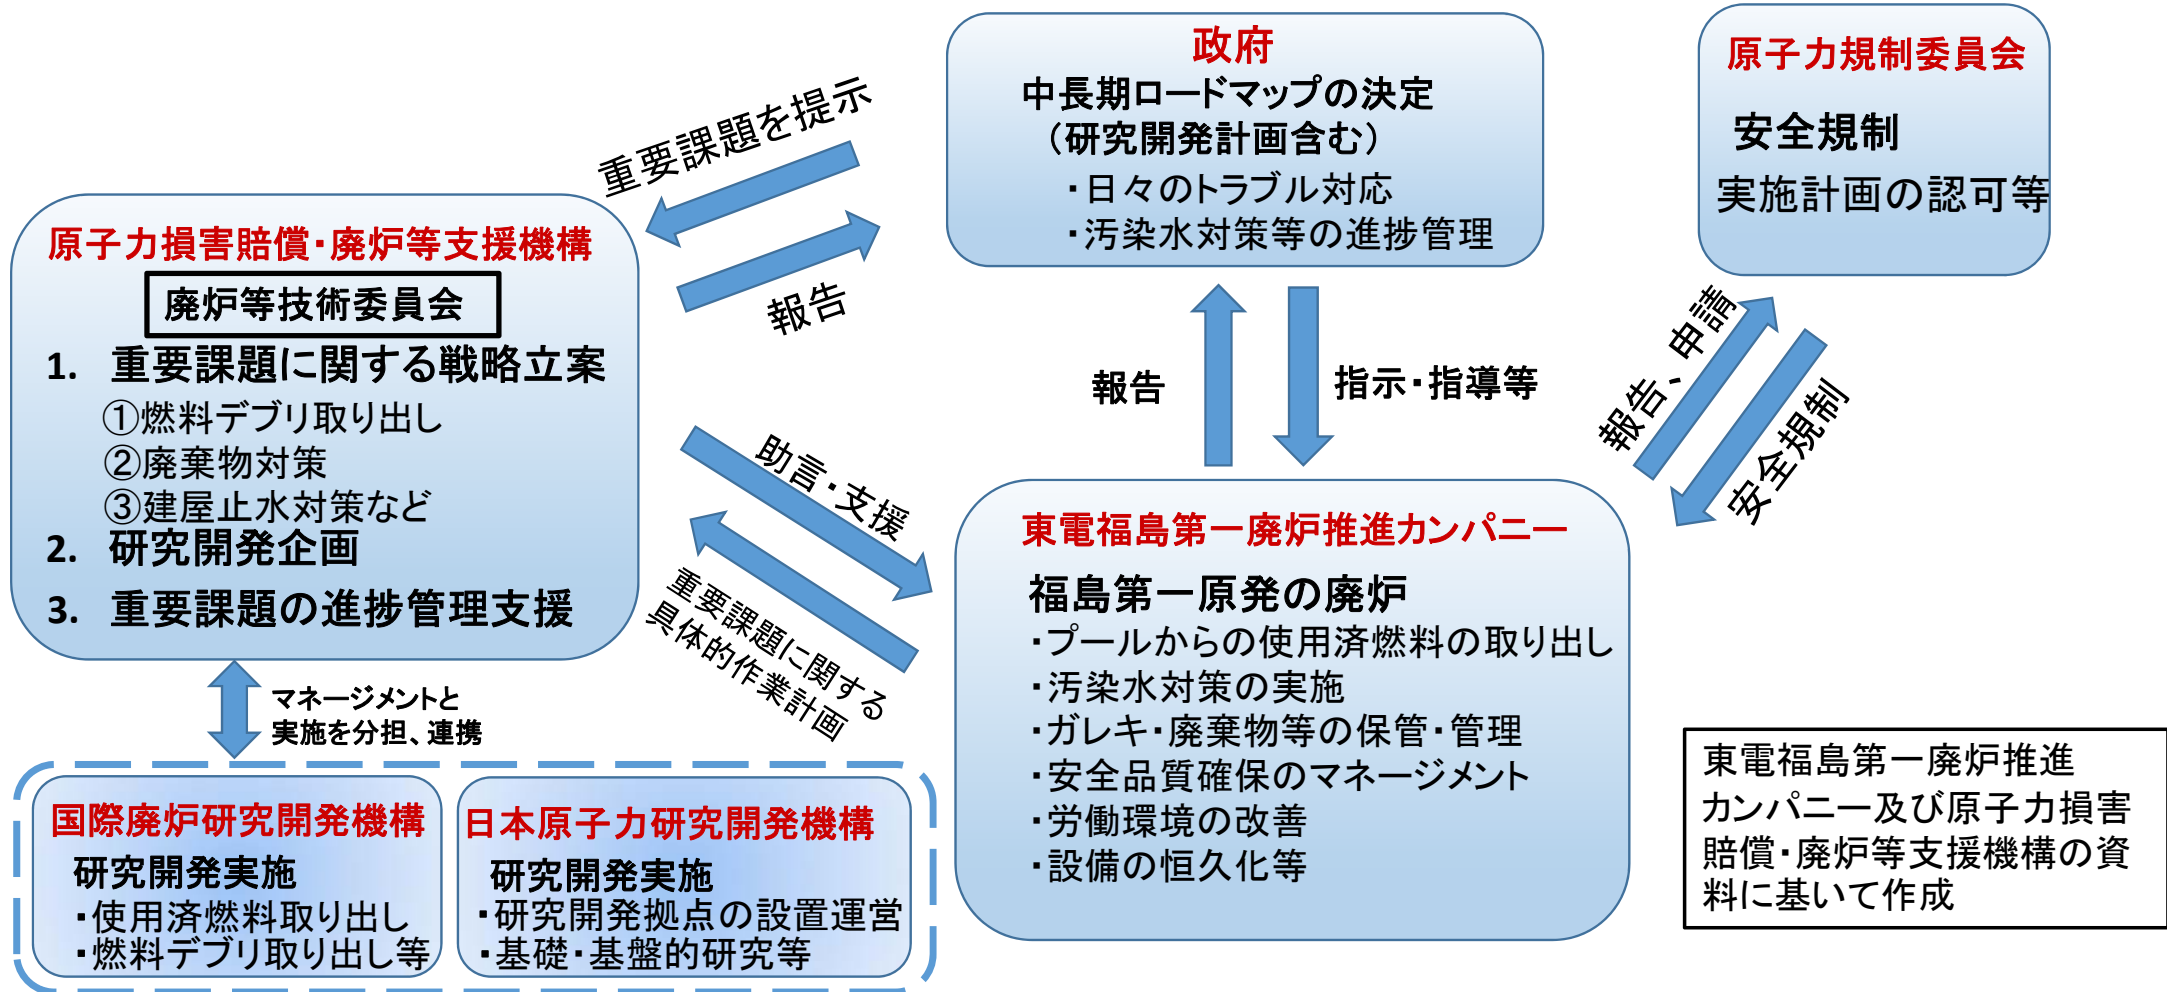 政府
中長期ロードマップの決定
（研究開発計画含む）
・日々のトラブル対応
・汚染水対策等の進捗管理
原子力規制委員会
安全規制
実施計画の認可等
重要課題を提示
報告
原子力損害賠償・廃炉等支援機構
廃炉等技術委員会
1. 重要課題に関する戦略立案
①燃料デブリ取り出し
②廃棄物対策
③建屋止水対策など
2. 研究開発企画
3. 重要課題の進捗管理支援
報告
指示・指導等
報告、申請
安全規制
助言・支援
重要課題に関する
具体的作業計画
東電福島第一廃炉推進カンパニー
福島第一原発の廃炉
・プールからの使用済燃料の取り出し
・汚染水対策の実施
・ガレキ・廃棄物等の保管・管理
・安全品質確保のマネージメント
・労働環境の改善
・設備の恒久化等
マネージメントと
実施を分担、連携
国際廃炉研究開発機構
研究開発実施
・使用済燃料取り出し
・燃料デブリ取り出し等
日本原子力研究開発機構
研究開発実施
・研究開発拠点の設置運営
・基礎・基盤的研究等
東電福島第一廃炉推進
カンパニー及び原子力損害
賠償・廃炉等支援機構の資
料に基いて作成